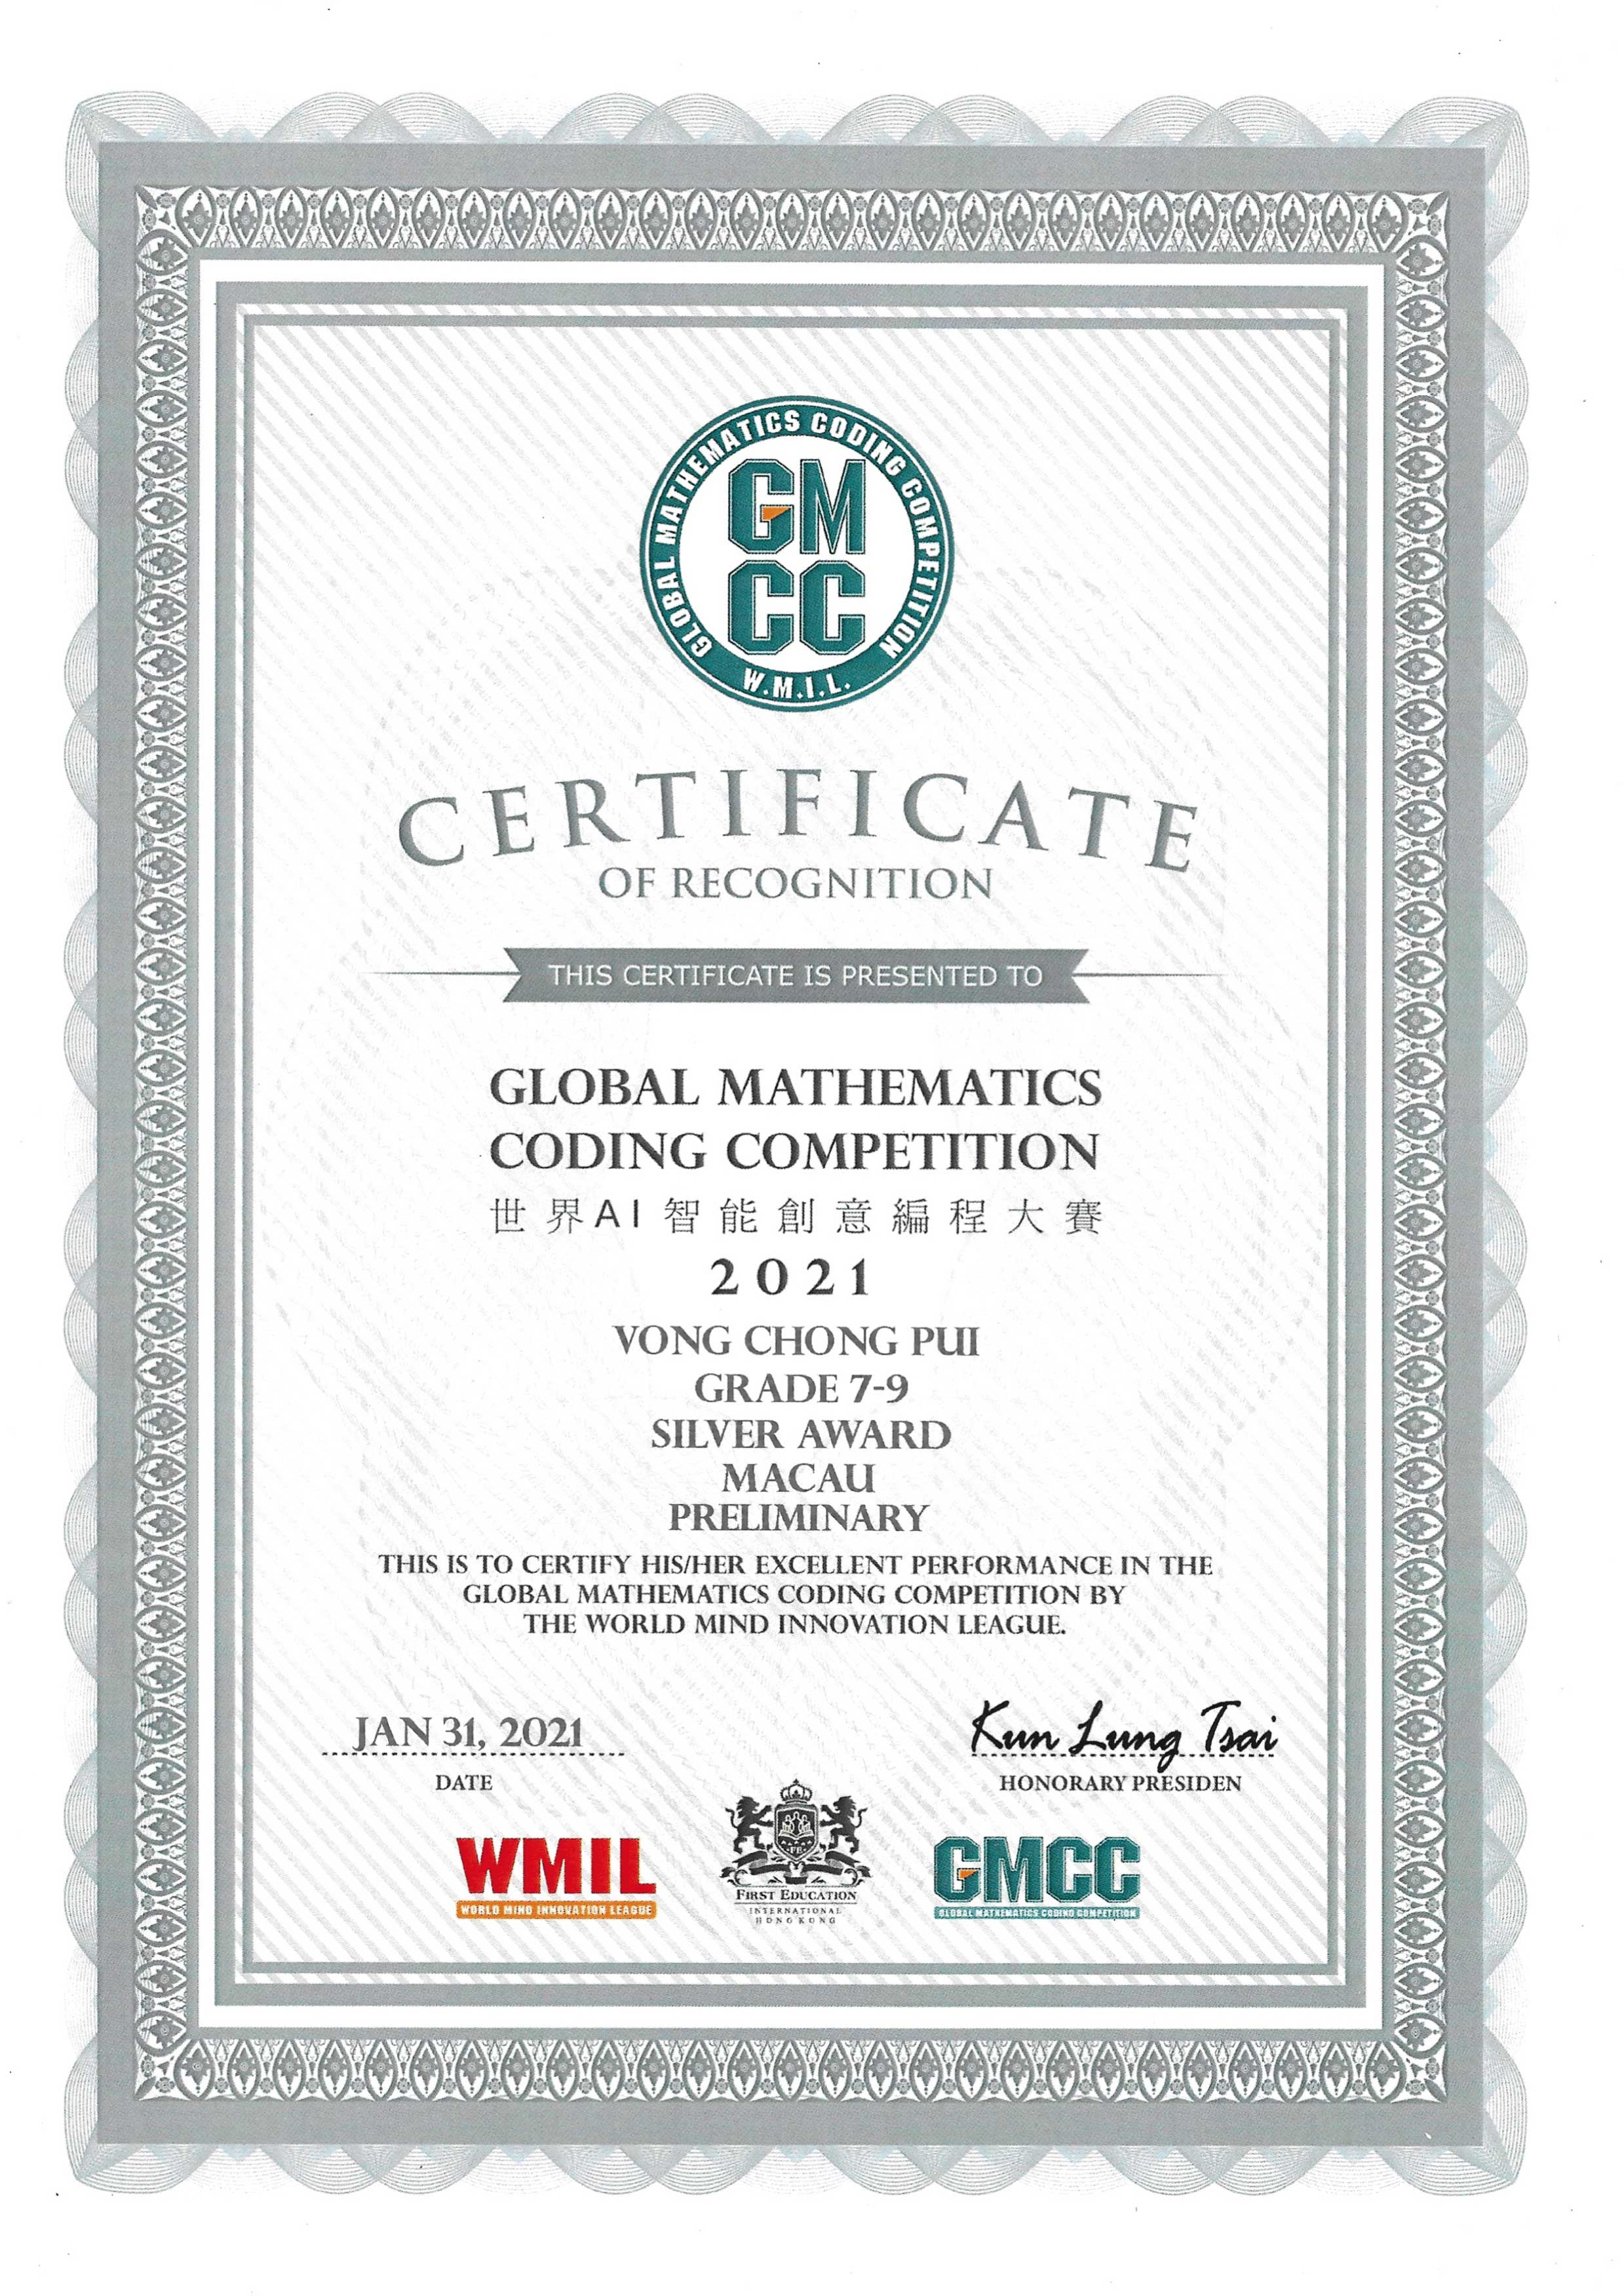 GLOBAL MATHEMATICS CODING COMPETITION
GM
CC
W.M.I.L.
CERTIFICATE
OF RECOGNITION
THIS CERTIFICATE IS PRESENTED TO
GLOBAL MATHEMATICS
CODING COMPETITION
世界AI智能創意編程大賽
2021
VONG CHONG PUI
GRADE 7-9
SILVER AWARD
MACAU
PRELIMINARY
THIS IS TO CERTIFY HIS/HER EXCELLENT PERFORMANCE IN THE
GLOBAL MATHEMATICS CODING COMPETITION BY
THE WORLD MIND INNOVATION LEAGUE.
JAN 31, 2021
DATE
Kun Lung Tsai
HONORARY PRESIDEN
WMIL
WORLD MIND INNOVATION LEAGUE
FE
FIRST EDUCATION
INTERNATIONAL
HONG KONG
GMCC
GLOBAL MATHEMATICS CODING COMPETITION